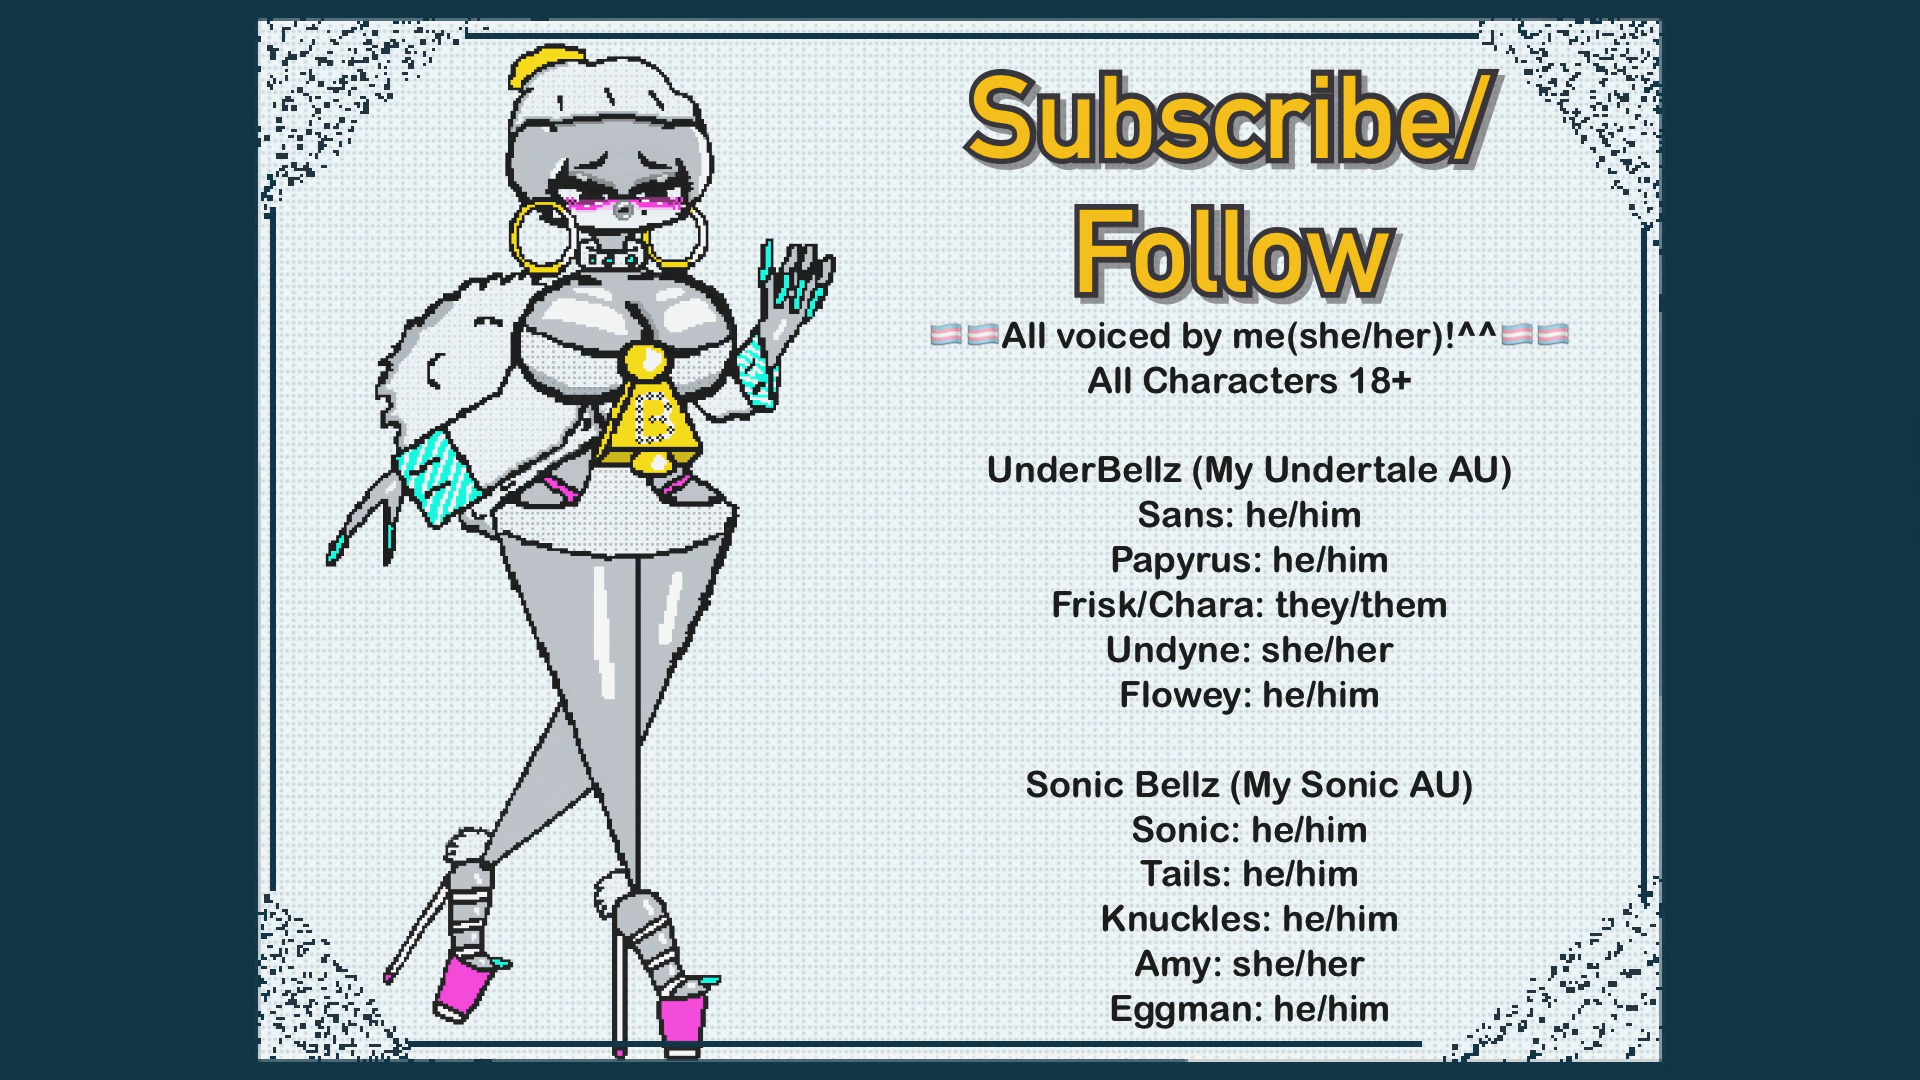 Subscribe/
Follow
🏳️‍⚧️🏳️‍⚧️All voiced by me(she/her)!^^🏳️‍⚧️🏳️‍⚧️
All Characters 18+
B
UnderBellz (My Undertale AU)
Sans: he/him
Papyrus: he/him
Frisk/Chara: they/them
Undyne: she/her
Flowey: he/him
Sonic Bellz (My Sonic AU)
Sonic: he/him
Tails: he/him
Knuckles: he/him
Amy: she/her
Eggman: he/him